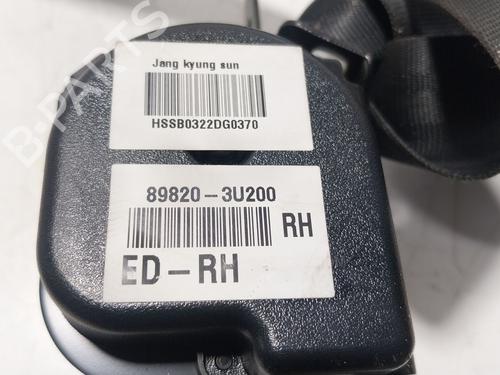 Jang kyung sun
HSSB0322DG0370
89820-3U200
RH
ED-RH
B-PARTS